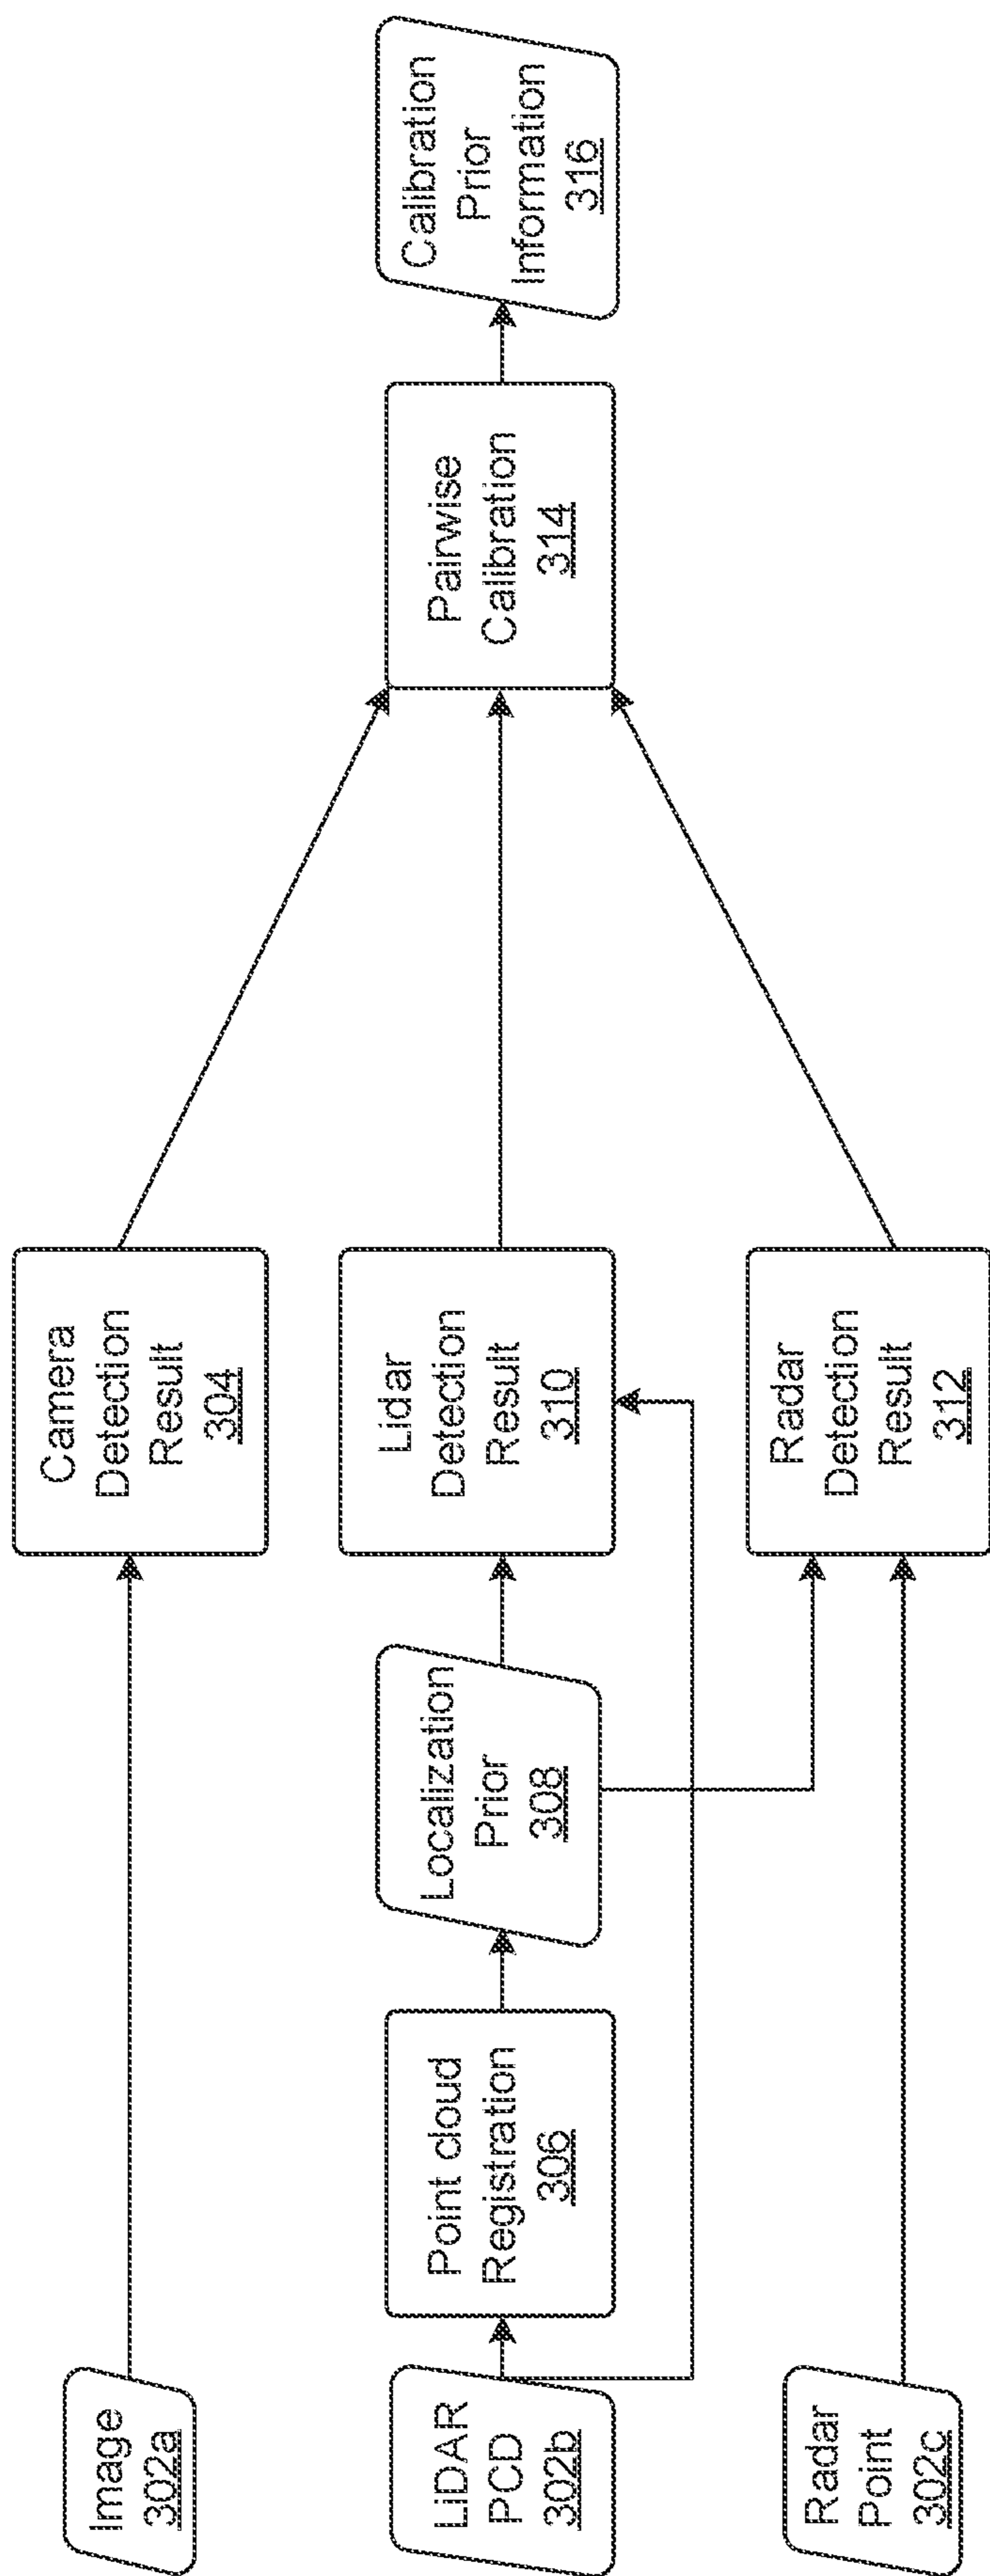 Image
302a
Camera
Detection
Result
304
LiDAR
PCD
302b
Point cloud
Registration
306
Localization
Prior
308
Lidar
Detection
Result
310
Radar
Point
302c
Radar
Detection
Result
312
Pairwise
Calibration
314
Calibration
Prior
Information
316